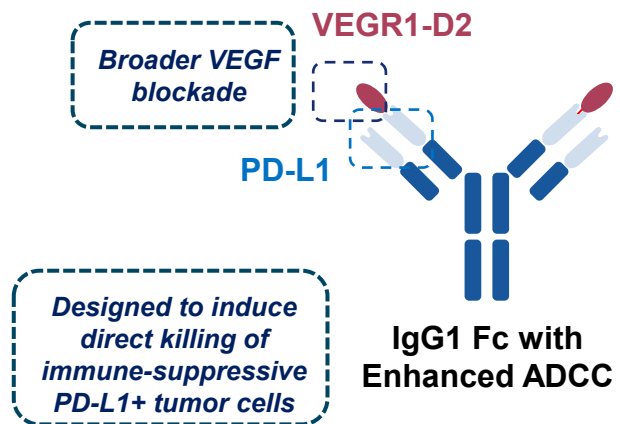 VEGR1-D2
Broader VEGF
blockade
PD-L1
Designed to induce
direct killing of
immune-suppressive
PD-L1+ tumor cells
IgG1 Fc with
Enhanced ADCC